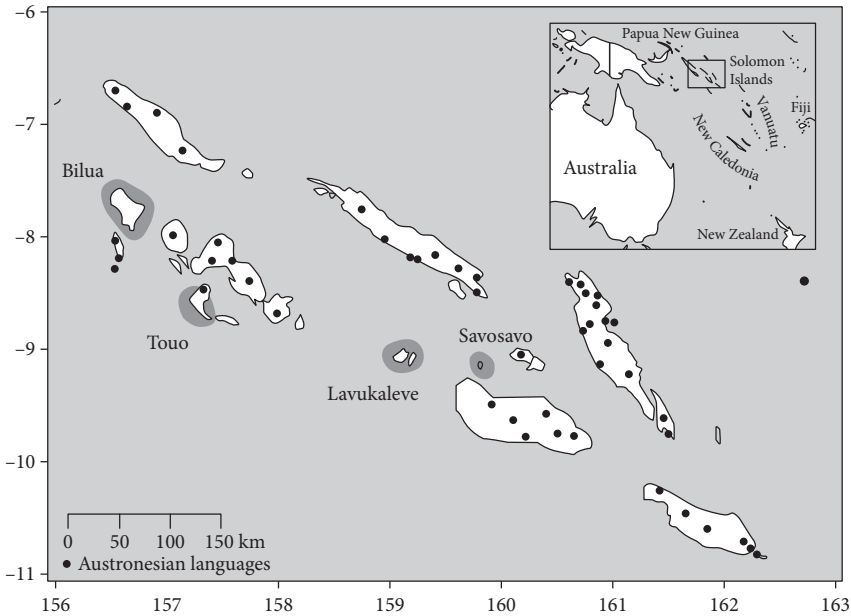 −6
−7
−8
−9
−10
−11
Papua New Guinea
Solomon
Islands
Vanuatu
Fiji
New Caledonia
Australia
New Zealand
Bilua
Touo
Savosavo
Lavukaleve
0 50 100 150 km
Austronesian languages
156 157 158 159 160 161 162 163